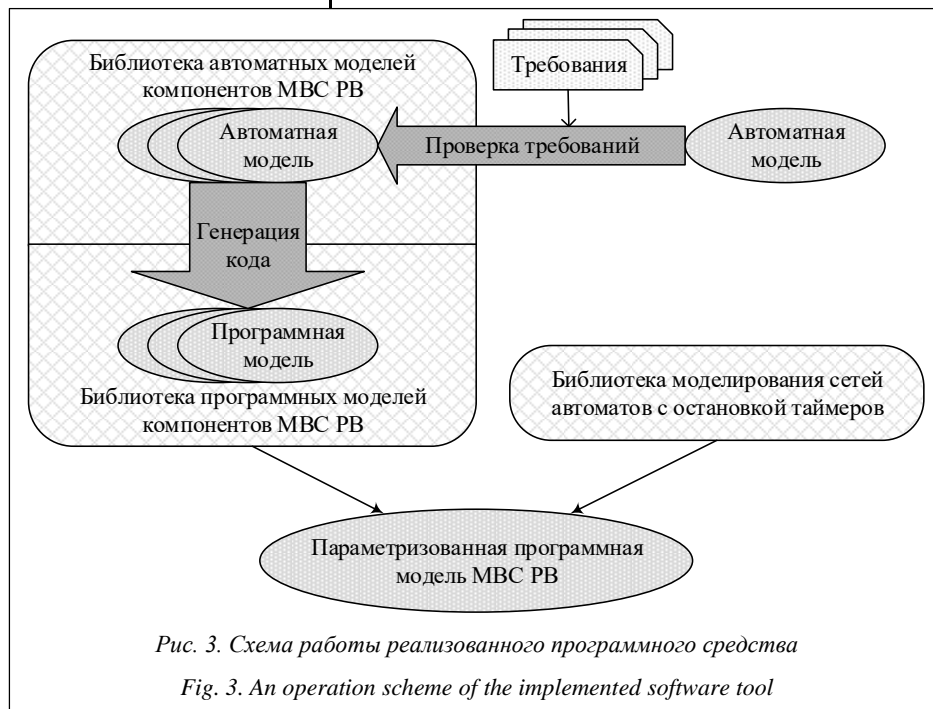 Библиотека автоматных моделей
компонентов МВС РВ
Требования
Автоматная
модель
Проверка требований
Автоматная
модель
Генерация
кода
Программная
модель
Библиотека программных моделей
компонентов МВС РВ
Библиотека моделирования сетей
автоматов с остановкой таймеров
Параметризованная программная
модель МВС РВ
Рис. 3. Схема работы реализованного программного средства
Fig. 3. An operation scheme of the implemented software tool